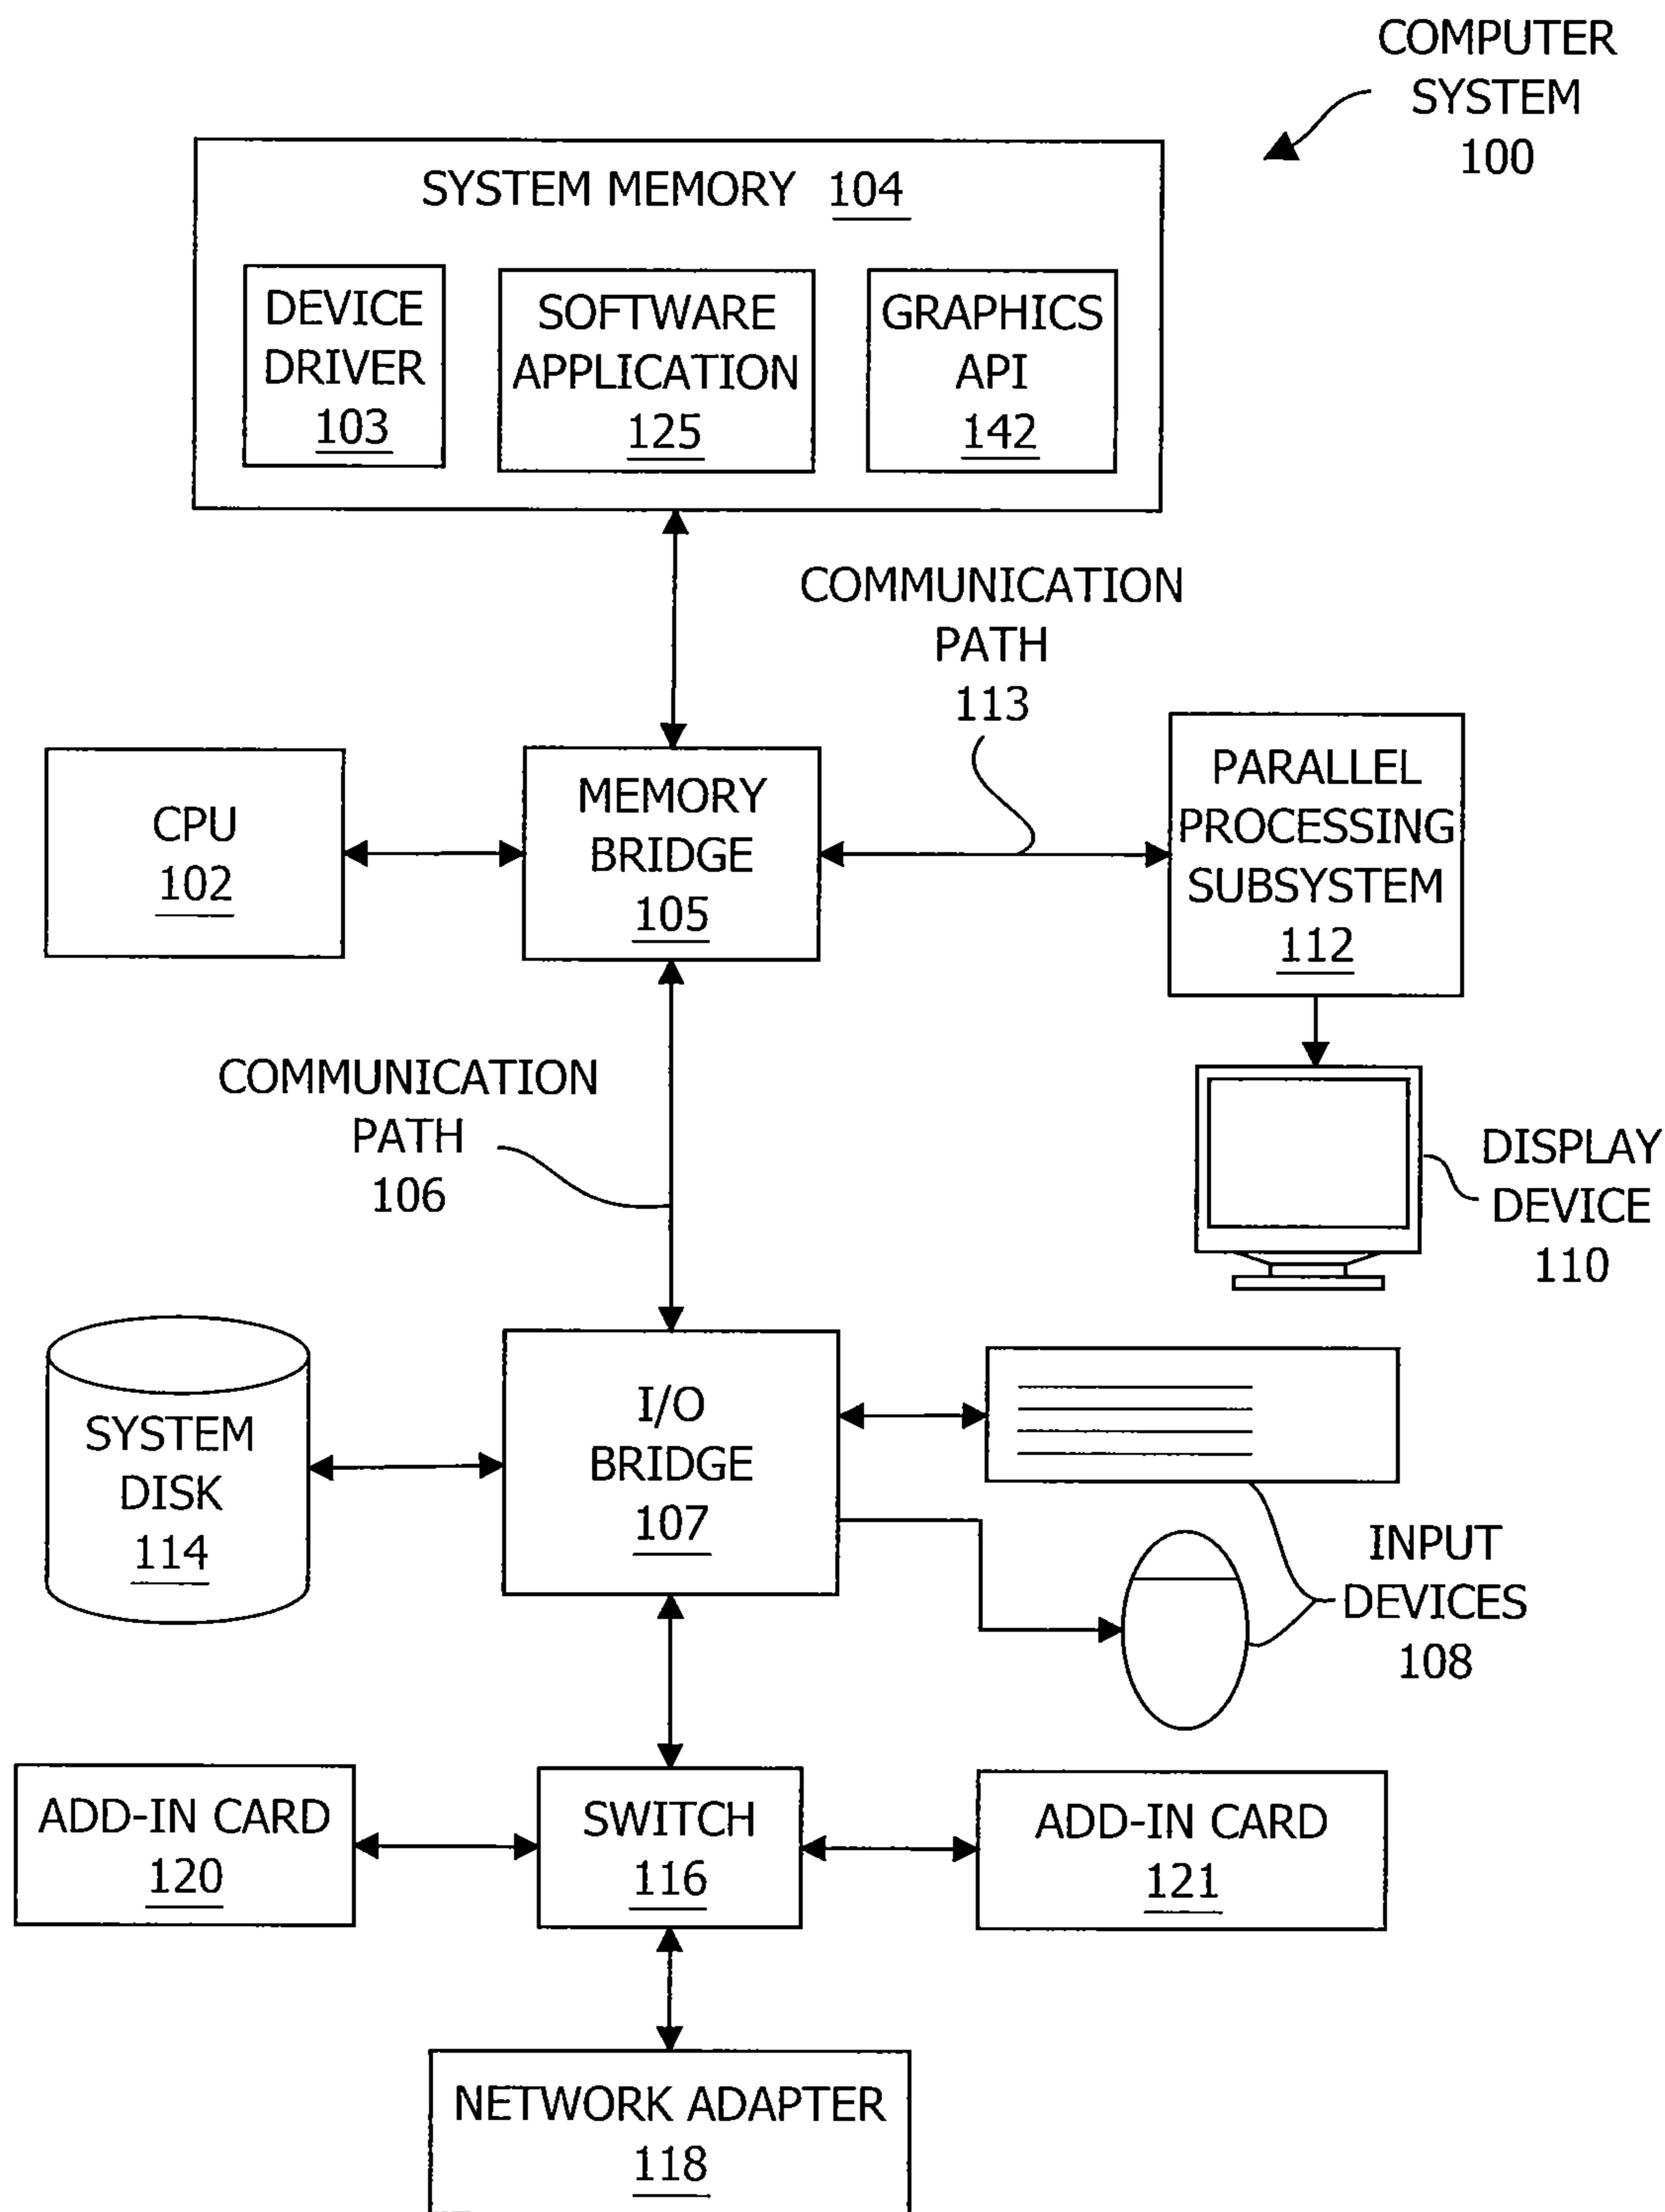 COMPUTER
SYSTEM
100
SYSTEM MEMORY 104
DEVICE
DRIVER
103
SOFTWARE
APPLICATION
125
GRAPHICS
API
142
COMMUNICATION
PATH
113
CPU
102
MEMORY
BRIDGE
105
PARALLEL
PROCESSING
SUBSYSTEM
112
COMMUNICATION
PATH
106
DISPLAY
DEVICE
110
SYSTEM
DISK
114
I/O
BRIDGE
107
INPUT
DEVICES
108
ADD-IN CARD
120
SWITCH
116
ADD-IN CARD
121
NETWORK ADAPTER
118